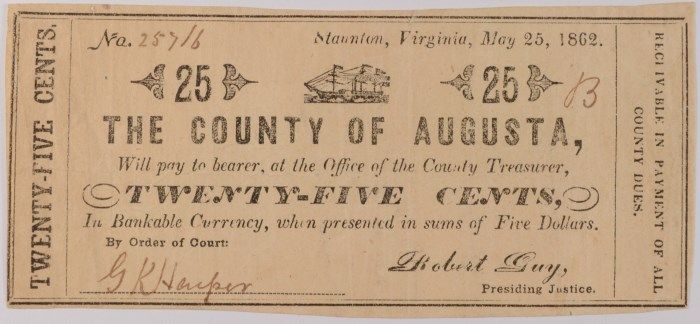 TWENTY-FIVE CENTS.
No. 25716 Staunton, Virginia, May 25, 1862.
25 25 B
THE COUNTY OF AUGUSTA,
Will pay to bearer, at the Office of the County Treasurer,
TWENTY-FIVE CENTS,
In Bankable Currency, when presented in sums of Five Dollars.
By Order of Court:
G K Harper Robert Guy,
Presiding Justice.
RECEIVABLE IN PAYMENT OF ALL
COUNTY DUES.